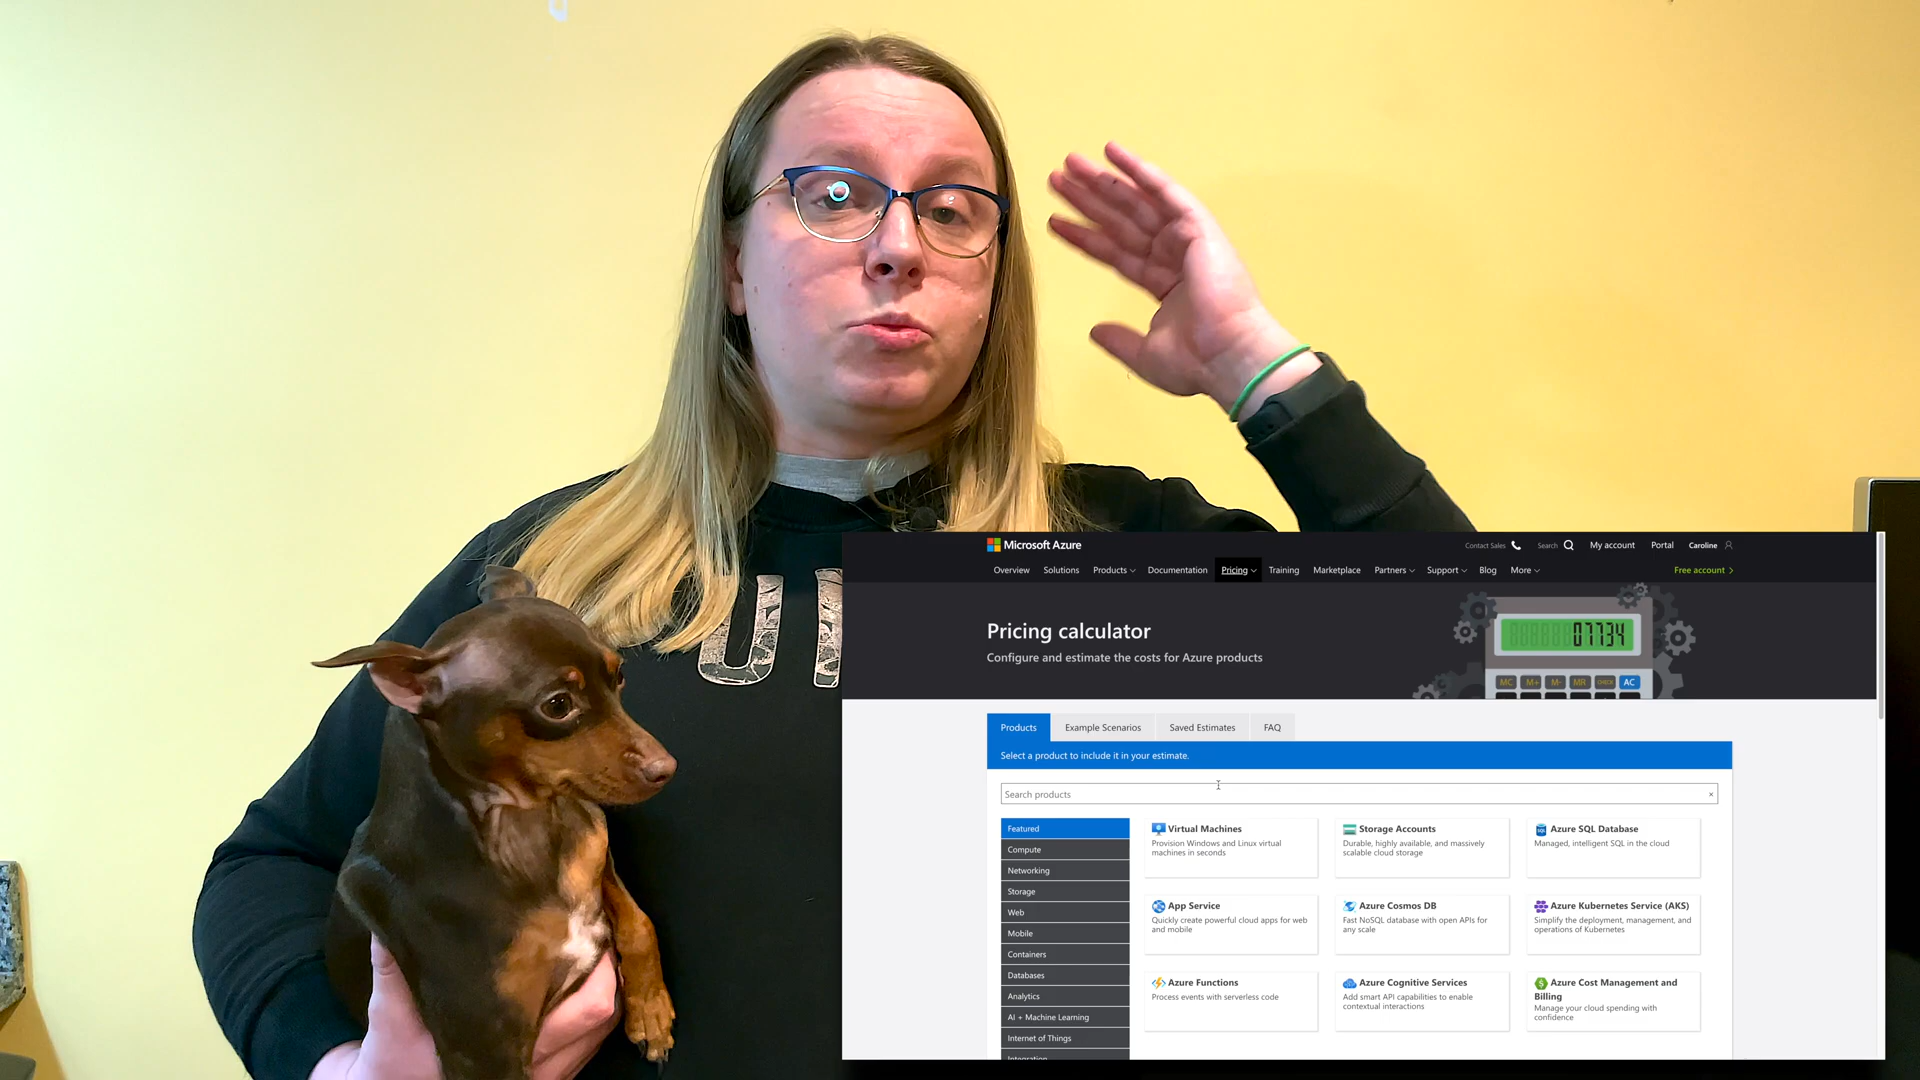 Microsoft Azure
Contact Sales Search My account Portal Caroline
Overview Solutions Products Documentation Pricing Training Marketplace Partners Support Blog More Free account
Pricing calculator
Configure and estimate the costs for Azure products
07734
MC M+ M- MR CHECK AC
Products Example Scenarios Saved Estimates FAQ
Select a product to include it in your estimate.
Search products
Featured
Compute
Networking
Storage
Web
Mobile
Containers
Databases
Analytics
AI + Machine Learning
Internet of Things
Integration
Virtual Machines
Provision Windows and Linux virtual
machines in seconds
Storage Accounts
Durable, highly available, and massively
scalable cloud storage
SQL
Azure SQL Database
Managed, intelligent SQL in the cloud
App Service
Quickly create powerful cloud apps for web
and mobile
Azure Cosmos DB
Fast NoSQL database with open APIs for
any scale
Azure Kubernetes Service (AKS)
Simplify the deployment, management, and
operations of Kubernetes
Azure Functions
Process events with serverless code
Azure Cognitive Services
Add smart API capabilities to enable
contextual interactions
$
Azure Cost Management and
Billing
Manage your cloud spending with
confidence